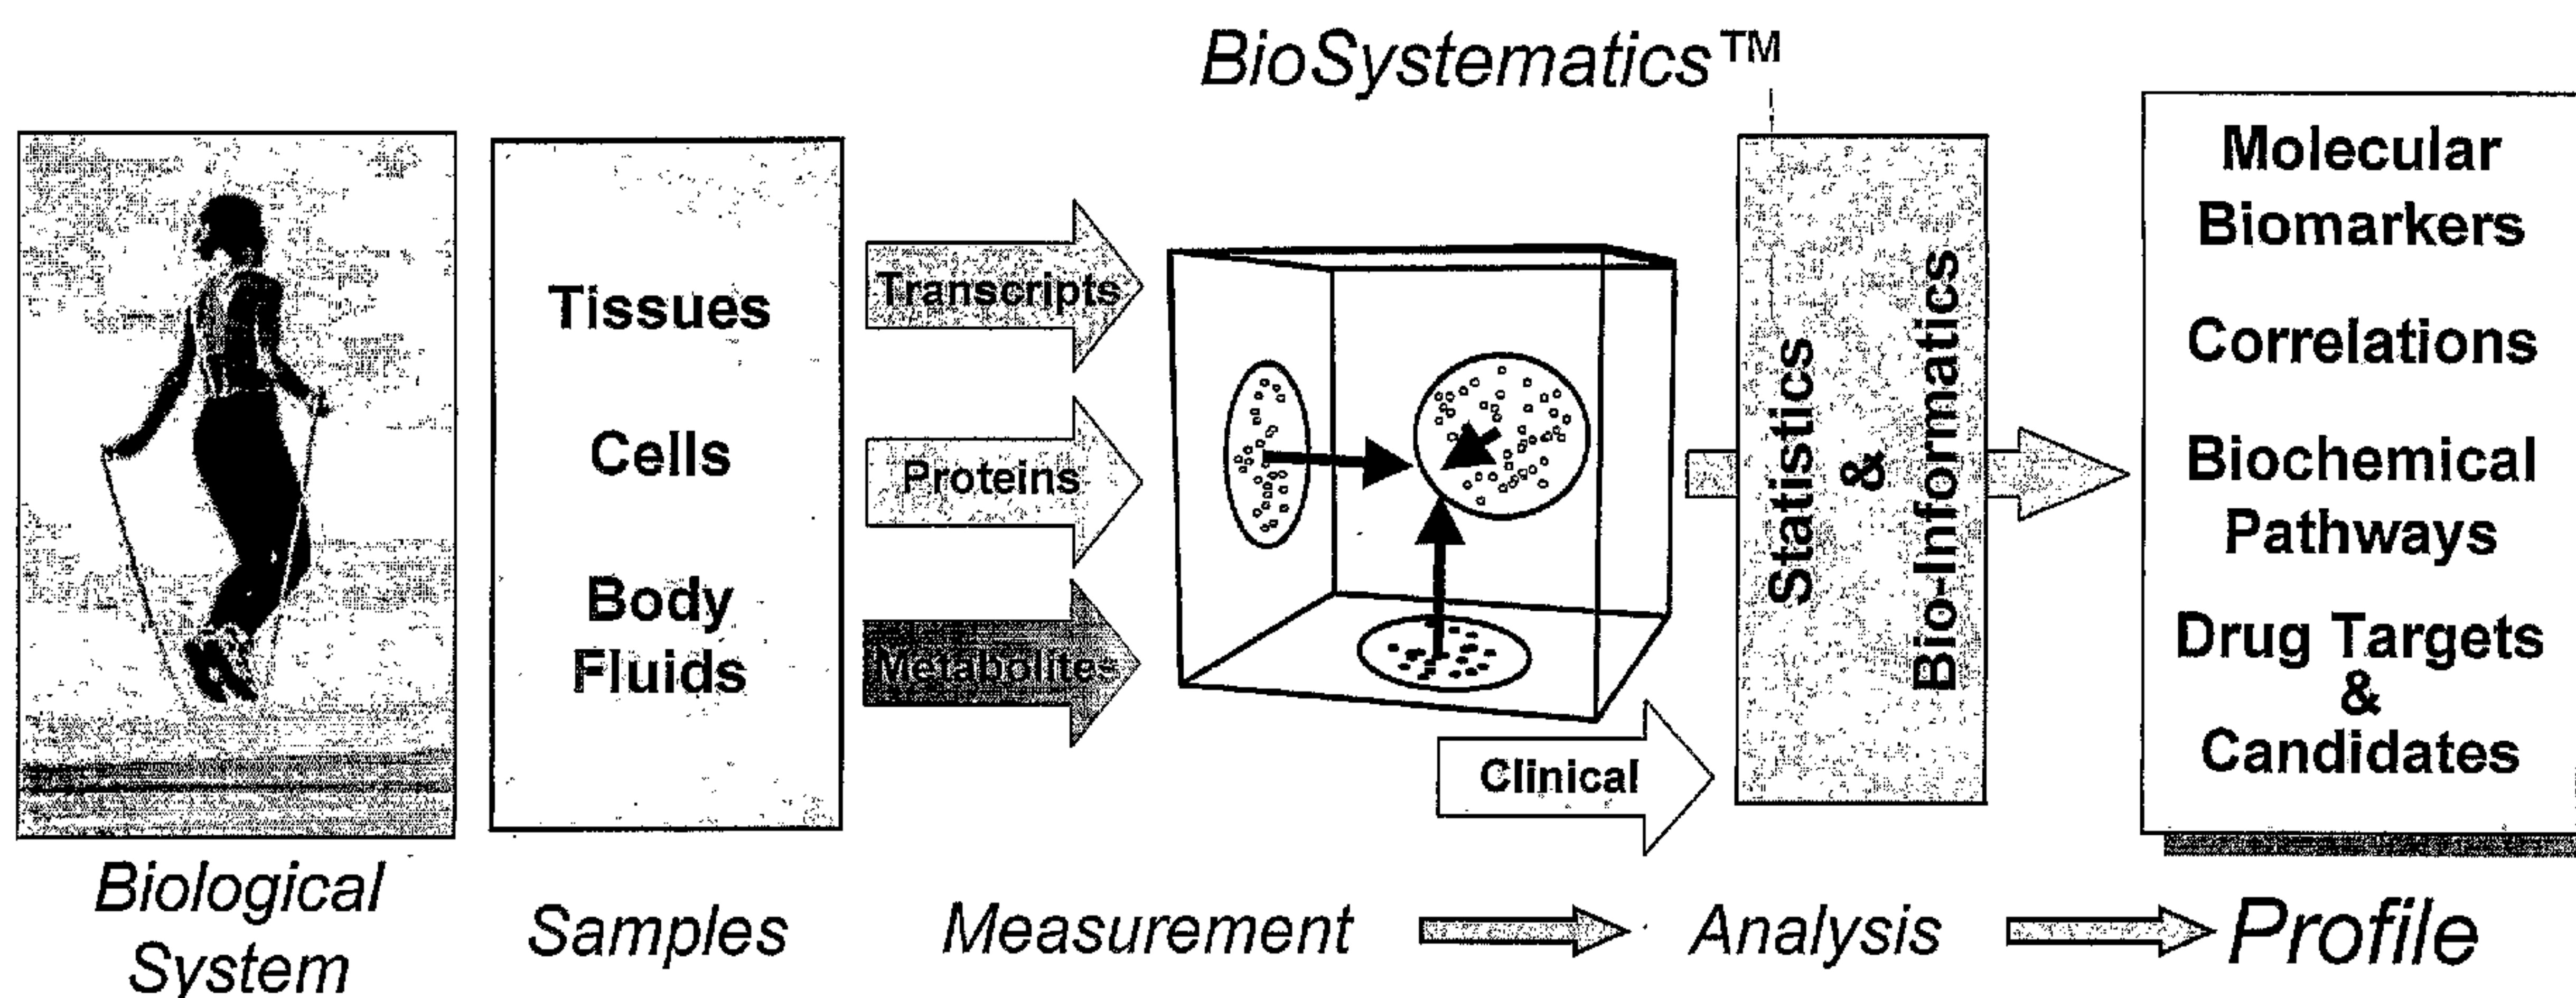 BioSystematics™
Tissues
Cells
Body
Fluids
Transcripts
Proteins
Metabolites
Clinical
Statistics
&
Bio-Informatics
Molecular
Biomarkers
Correlations
Biochemical
Pathways
Drug Targets
&
Candidates
Biological
System
Samples
Measurement
Analysis
Profile